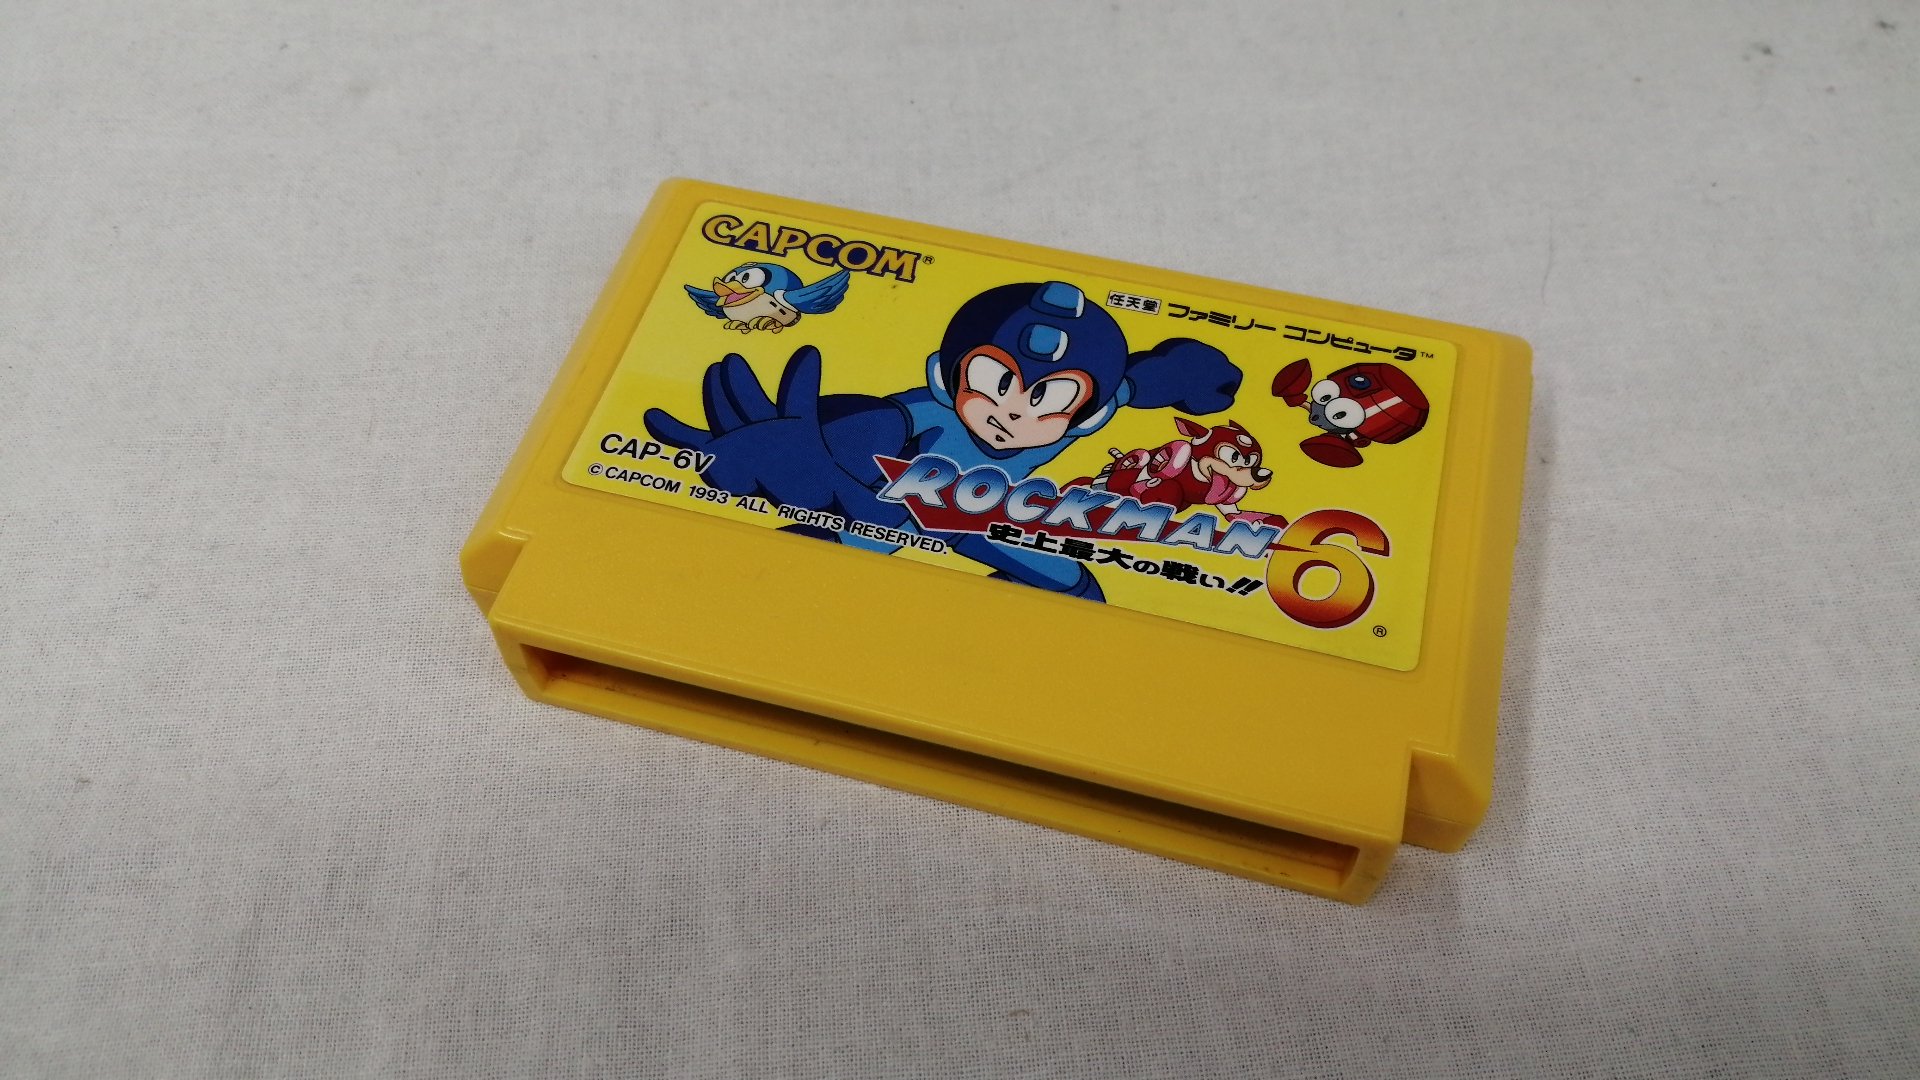 CAPCOM®
任天堂 ファミリー コンピュータ™
CAP-6V
©CAPCOM 1993 ALL RIGHTS RESERVED.
ROCKMAN 6®
史上最大の戦い!!